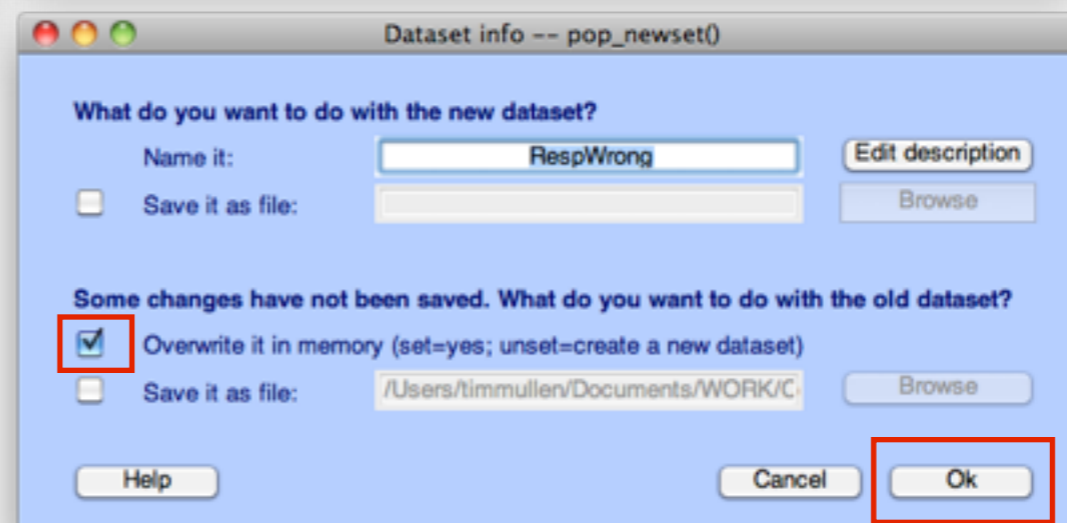 Dataset info -- pop_newset()
What do you want to do with the new dataset?
Name it: RespWrong Edit description
Save it as file: Browse
Some changes have not been saved. What do you want to do with the old dataset?
Overwrite it in memory (set=yes; unset=create a new dataset)
Save it as file: /Users/timmullen/Documents/WORK/C Browse
Help Cancel Ok